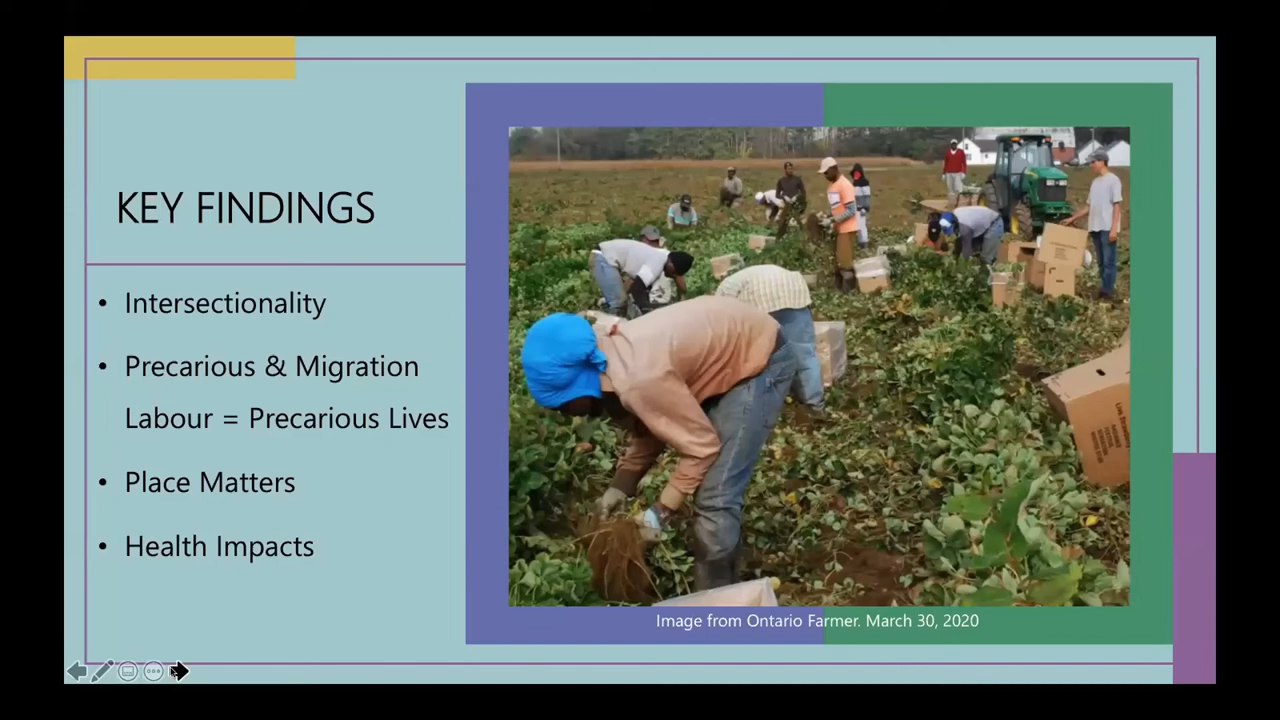 KEY FINDINGS
• Intersectionality
• Precarious & Migration
Labour = Precarious Lives
• Place Matters
• Health Impacts
Image from Ontario Farmer. March 30, 2020